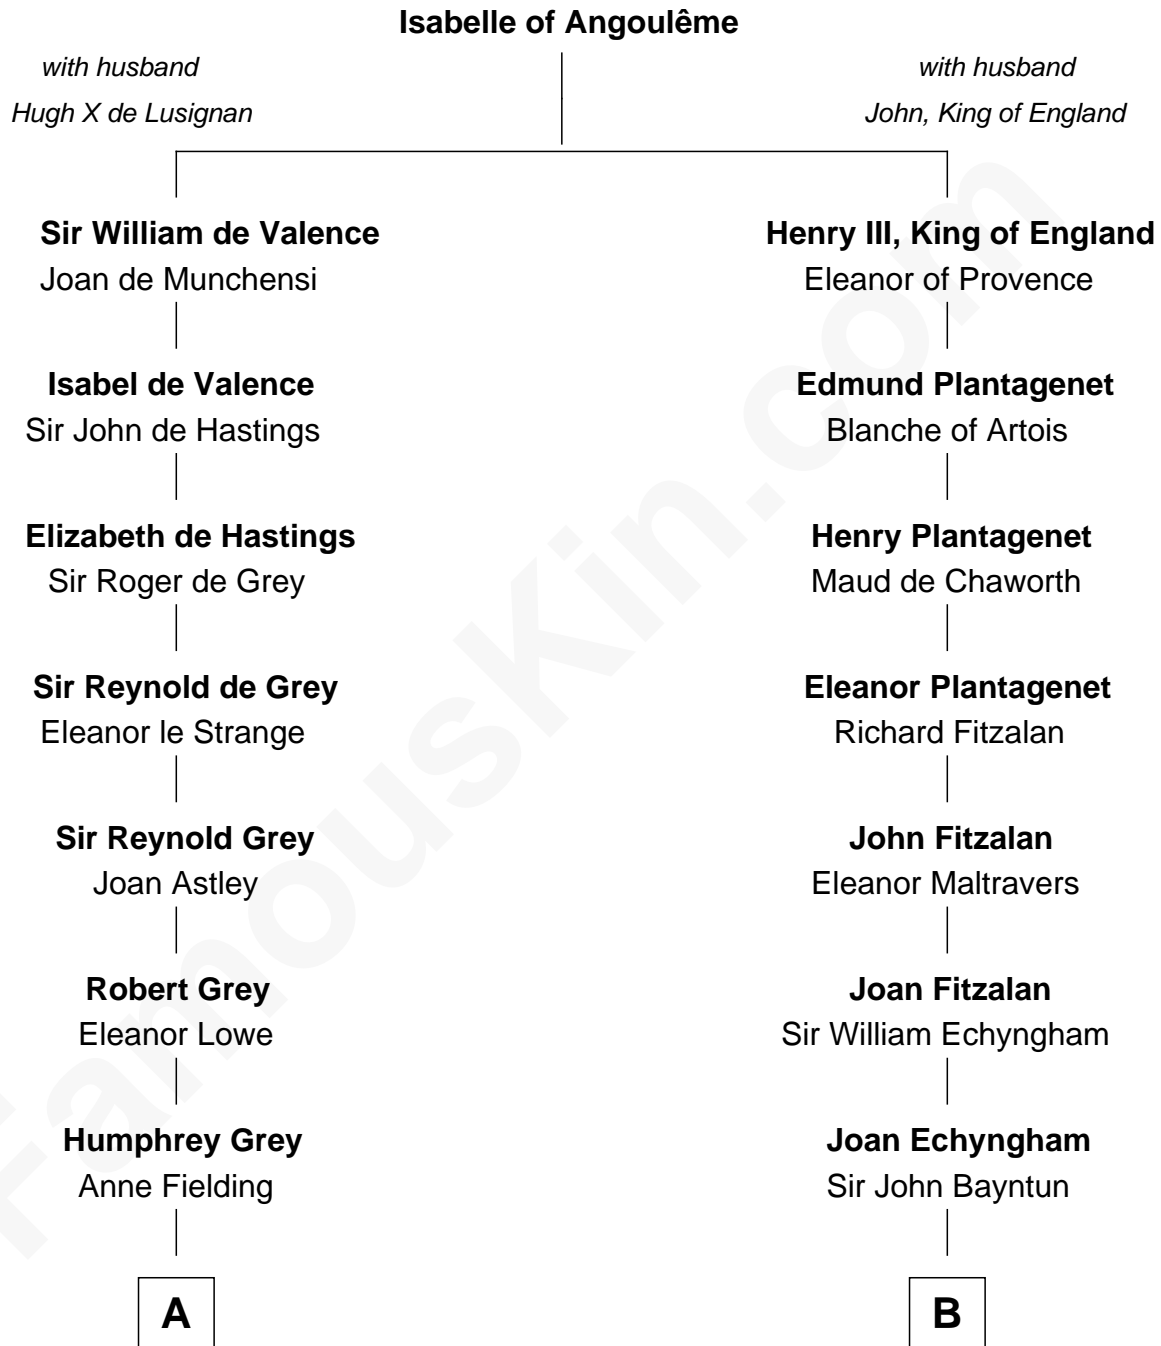 Isabelle of Angoulême
with husband
Hugh X de Lusignan
with husband
John, King of England
Sir William de Valence
Joan de Munchensi
Henry III, King of England
Eleanor of Provence
Isabel de Valence
Sir John de Hastings
Edmund Plantagenet
Blanche of Artois
Elizabeth de Hastings
Sir Roger de Grey
Henry Plantagenet
Maud de Chaworth
Sir Reynold de Grey
Eleanor le Strange
Eleanor Plantagenet
Richard Fitzalan
Sir Reynold Grey
Joan Astley
John Fitzalan
Eleanor Maltravers
Robert Grey
Eleanor Lowe
Joan Fitzalan
Sir William Echyngham
Humphrey Grey
Anne Fielding
Joan Echyngham
Sir John Bayntun
A
B
FamousKin.com